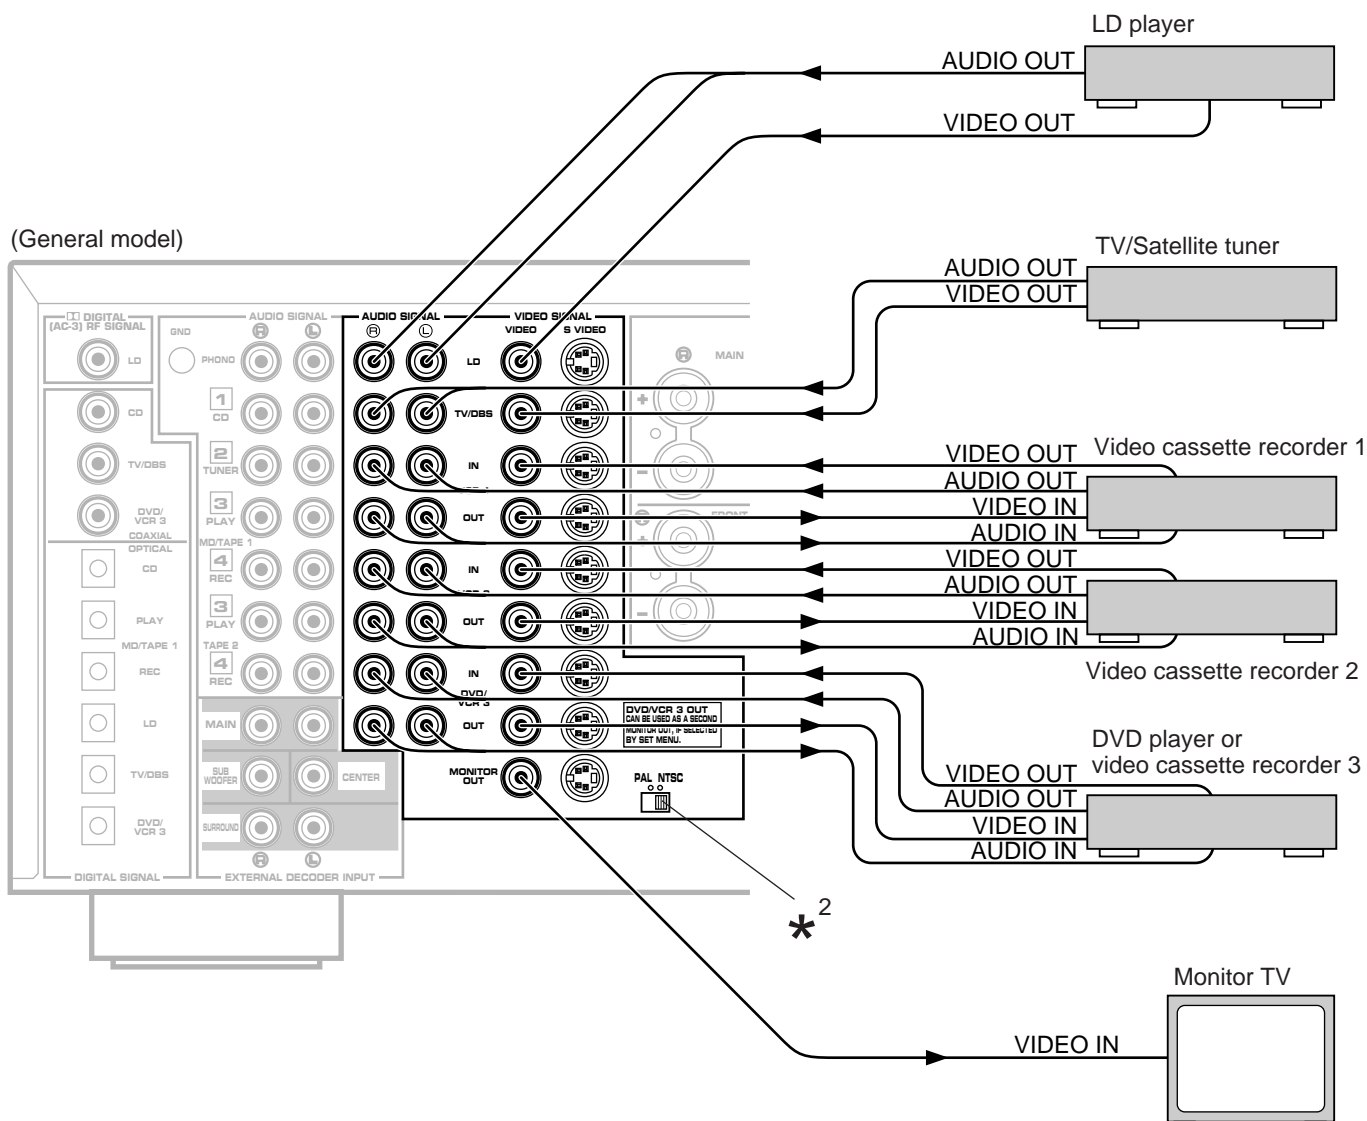 LD player
AUDIO OUT
VIDEO OUT
(General model)
TV/Satellite tuner
AUDIO OUT
VIDEO OUT
DIGITAL
(AC-3) RF SIGNAL
LD
CD
TV/DBS
DVD/
VCR 3
COAXIAL
OPTICAL
CD
PLAY
MD/TAPE 1
REC
LD
TV/DBS
DVD/
VCR 3
DIGITAL SIGNAL
AUDIO SIGNAL
GND
R L
PHONO
1
CD
2
TUNER
3
PLAY
MD/TAPE 1
4
REC
3
PLAY
TAPE 2
4
REC
MAIN
SUB
WOOFER
CENTER
SURROUND
R L
EXTERNAL DECODER INPUT
AUDIO SIGNAL
R L
VIDEO SIGNAL
VIDEO S VIDEO
LD
TV/DBS
IN
OUT
IN
OUT
IN
DVD/
VCR 3
OUT
MONITOR
OUT
DVD/VCR 3 OUT
CAN BE USED AS A SECOND
MONITOR OUT, IF SELECTED
BY SET MENU.
PAL NTSC
R MAIN
+
−
FRONT
+
−
*2
Video cassette recorder 1
VIDEO OUT
AUDIO OUT
VIDEO IN
AUDIO IN
VIDEO OUT
AUDIO OUT
VIDEO IN
AUDIO IN
Video cassette recorder 2
DVD player or
video cassette recorder 3
VIDEO OUT
AUDIO OUT
VIDEO IN
AUDIO IN
Monitor TV
VIDEO IN